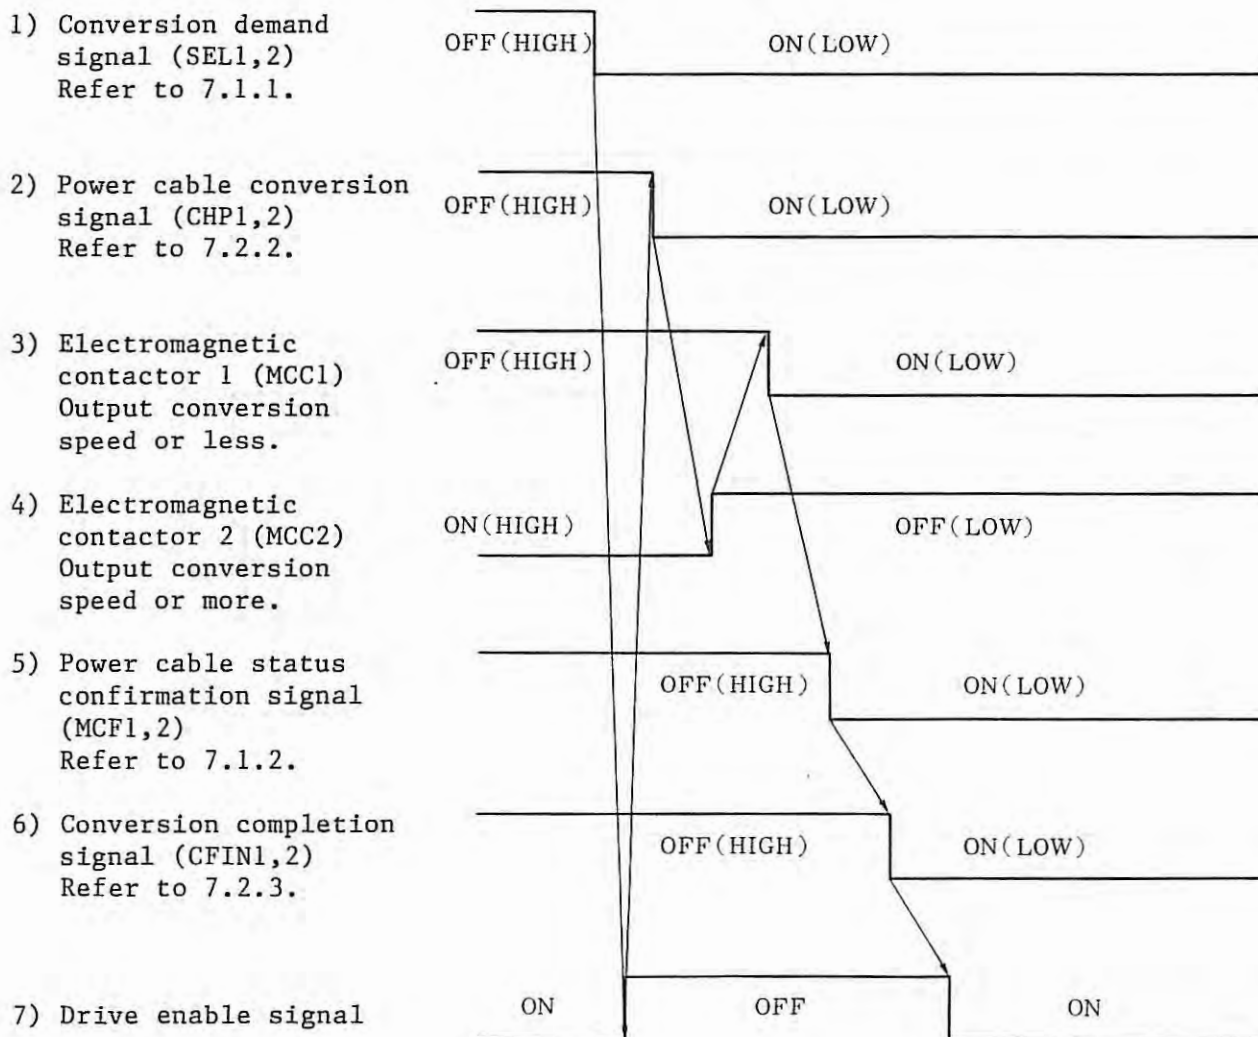 1) Conversion demand
signal (SEL1,2)
Refer to 7.1.1.
OFF(HIGH)
ON(LOW)
2) Power cable conversion
signal (CHP1,2)
Refer to 7.2.2.
OFF(HIGH)
ON(LOW)
3) Electromagnetic
contactor 1 (MCC1)
Output conversion
speed or less.
OFF(HIGH)
ON(LOW)
4) Electromagnetic
contactor 2 (MCC2)
Output conversion
speed or more.
ON(HIGH)
OFF(LOW)
5) Power cable status
confirmation signal
(MCF1,2)
Refer to 7.1.2.
OFF(HIGH)
ON(LOW)
6) Conversion completion
signal (CFIN1,2)
Refer to 7.2.3.
OFF(HIGH)
ON(LOW)
7) Drive enable signal
ON
OFF
ON